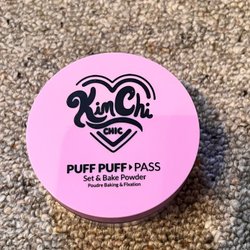 KimChi
CHIC
PUFF PUFF▸PASS
Set & Bake Powder
Poudre Baking & Fixation